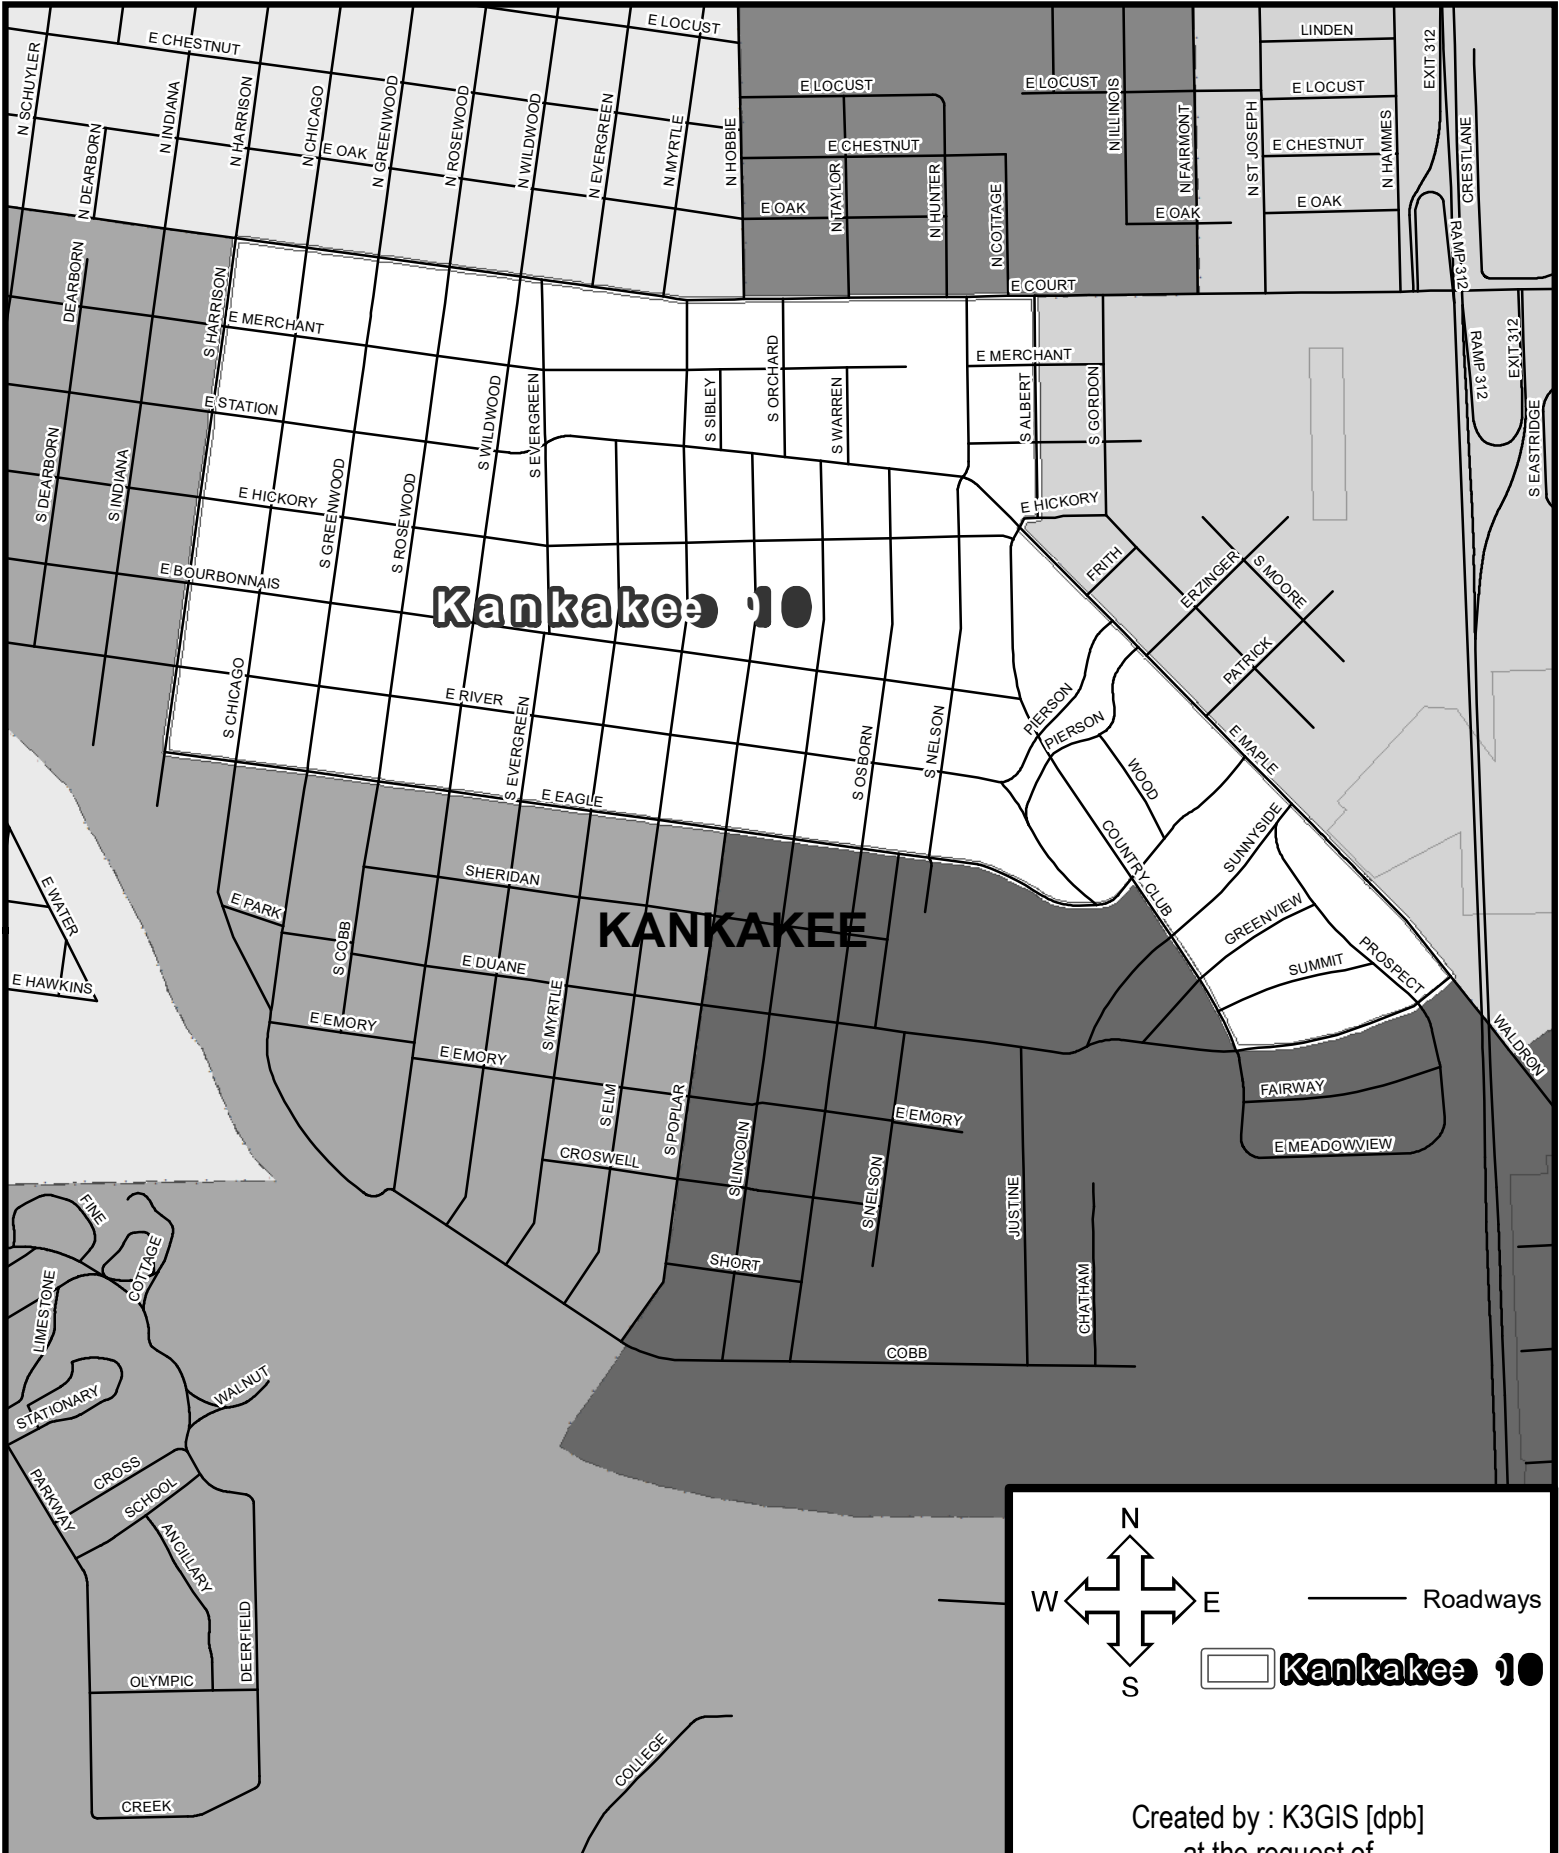 E LOCUST
E CHESTNUT
N SCHUYLER
N INDIANA
N HARRISON
N CHICAGO
N GREENWOOD
N ROSEWOOD
N WILDWOOD
N EVERGREEN
N MYRTLE
N HOBBIE
N DEARBORN
E OAK
E LOCUST
E CHESTNUT
E OAK
N TAYLOR
N HUNTER
N COTTAGE
E LOCUST
N ILLINOIS
N FAIRMONT
E OAK
N ST JOSEPH
LINDEN
E LOCUST
E CHESTNUT
E OAK
N HAMMES
EXIT 312
CRESTLANE
RAMP 312
E COURT
DEARBORN
S HARRISON
E MERCHANT
E STATION
S WILDWOOD
S EVERGREEN
S SIBLEY
S ORCHARD
S WARREN
E MERCHANT
S ALBERT
S GORDON
RAMP 312
EXIT 312
S EASTRIDGE
S DEARBORN
S INDIANA
E HICKORY
S GREENWOOD
S ROSEWOOD
E HICKORY
E BOURBONNAIS
Kankakee 10
FRITH
ERZINGER
S MOORE
PATRICK
S CHICAGO
E RIVER
S EVERGREEN
S OSBORN
S NELSON
PIERSON
PIERSON
WOOD
E MAPLE
E EAGLE
COUNTRY CLUB
SUNNYSIDE
GREENVIEW
SUMMIT
PROSPECT
WALDRON
E WATER
E HAWKINS
E PARK
SHERIDAN
S COBB
KANKAKEE
E DUANE
E EMORY
S MYRTLE
E EMORY
S ELM
S POPLAR
E EMORY
CROSWELL
S LINCOLN
S NELSON
JUSTINE
FAIRWAY
E MEADOWVIEW
CHATHAM
SHORT
COBB
FINE
COTTAGE
LIMESTONE
STATIONARY
WALNUT
CROSS
SCHOOL
PARKWAY
ANCILLARY
DEERFIELD
OLYMPIC
CREEK
COLLEGE
N
W
E
S
Roadways
Kankakee 10
Created by : K3GIS [dpb]
at the request of